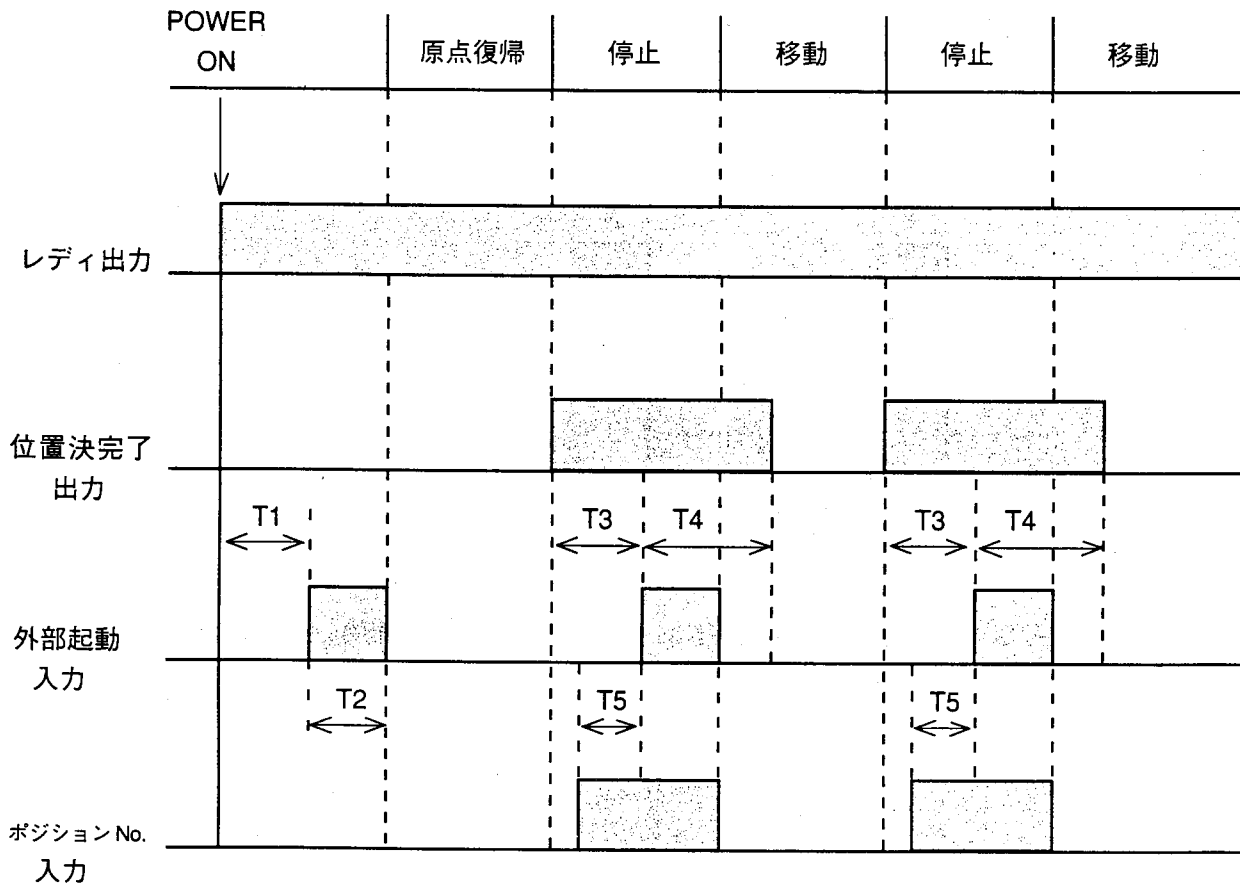 POWER
ON
原点復帰
停止
移動
停止
移動
レディ出力
位置決完了
出力
T1
T3
T4
T3
T4
外部起動
入力
T2
T5
T5
ポジションNo.
入力